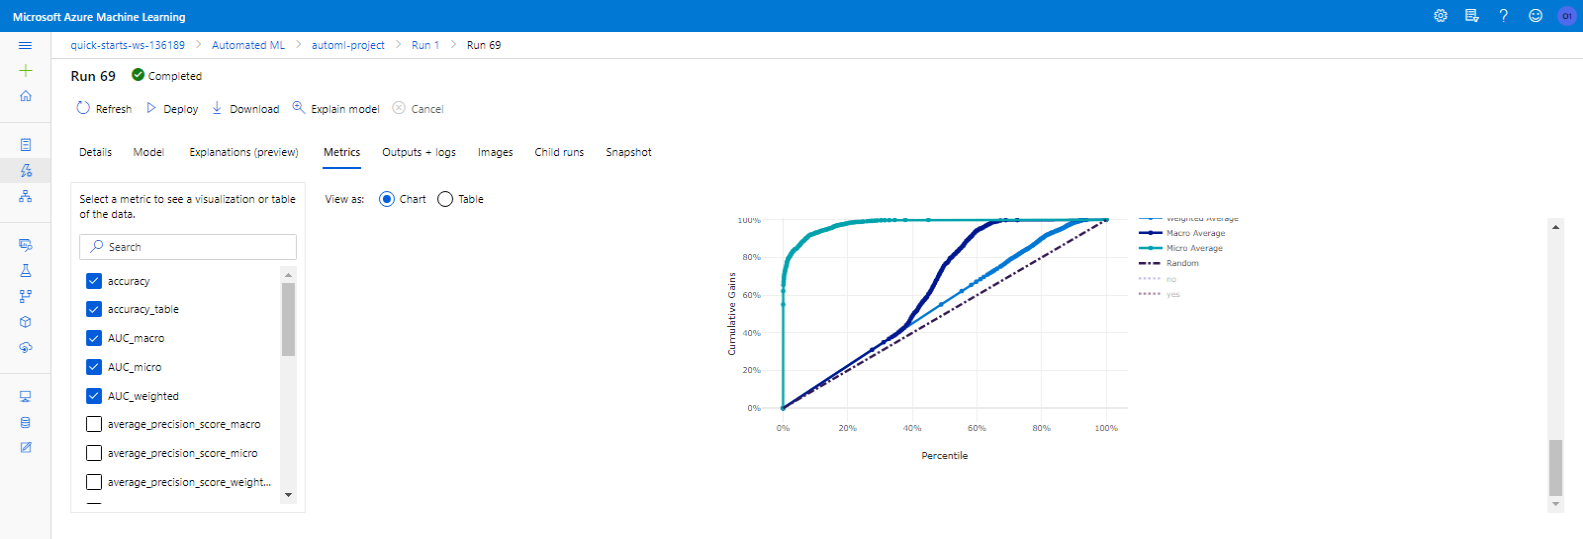 Microsoft Azure Machine Learning
quick-starts-ws-136189 > Automated ML > automl-project > Run 1 > Run 69
Run 69 Completed
Refresh Deploy Download Explain model Cancel
Details Model Explanations (preview) Metrics Outputs + logs Images Child runs Snapshot
Select a metric to see a visualization or table
of the data.
Search
accuracy
accuracy_table
AUC_macro
AUC_micro
AUC_weighted
average_precision_score_macro
average_precision_score_micro
average_precision_score_weight...
View as: Chart Table
100%
80%
60%
40%
20%
0%
Cumulative Gains
0% 20% 40% 60% 80% 100%
Percentile
Weighted Average
Macro Average
Micro Average
Random
no
yes